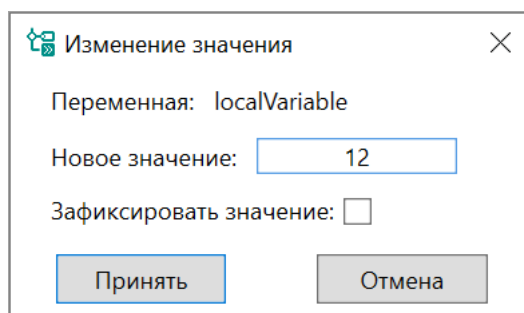 Изменение значения
Переменная: localVariable
Новое значение: 12
Зафиксировать значение:
Принять Отмена